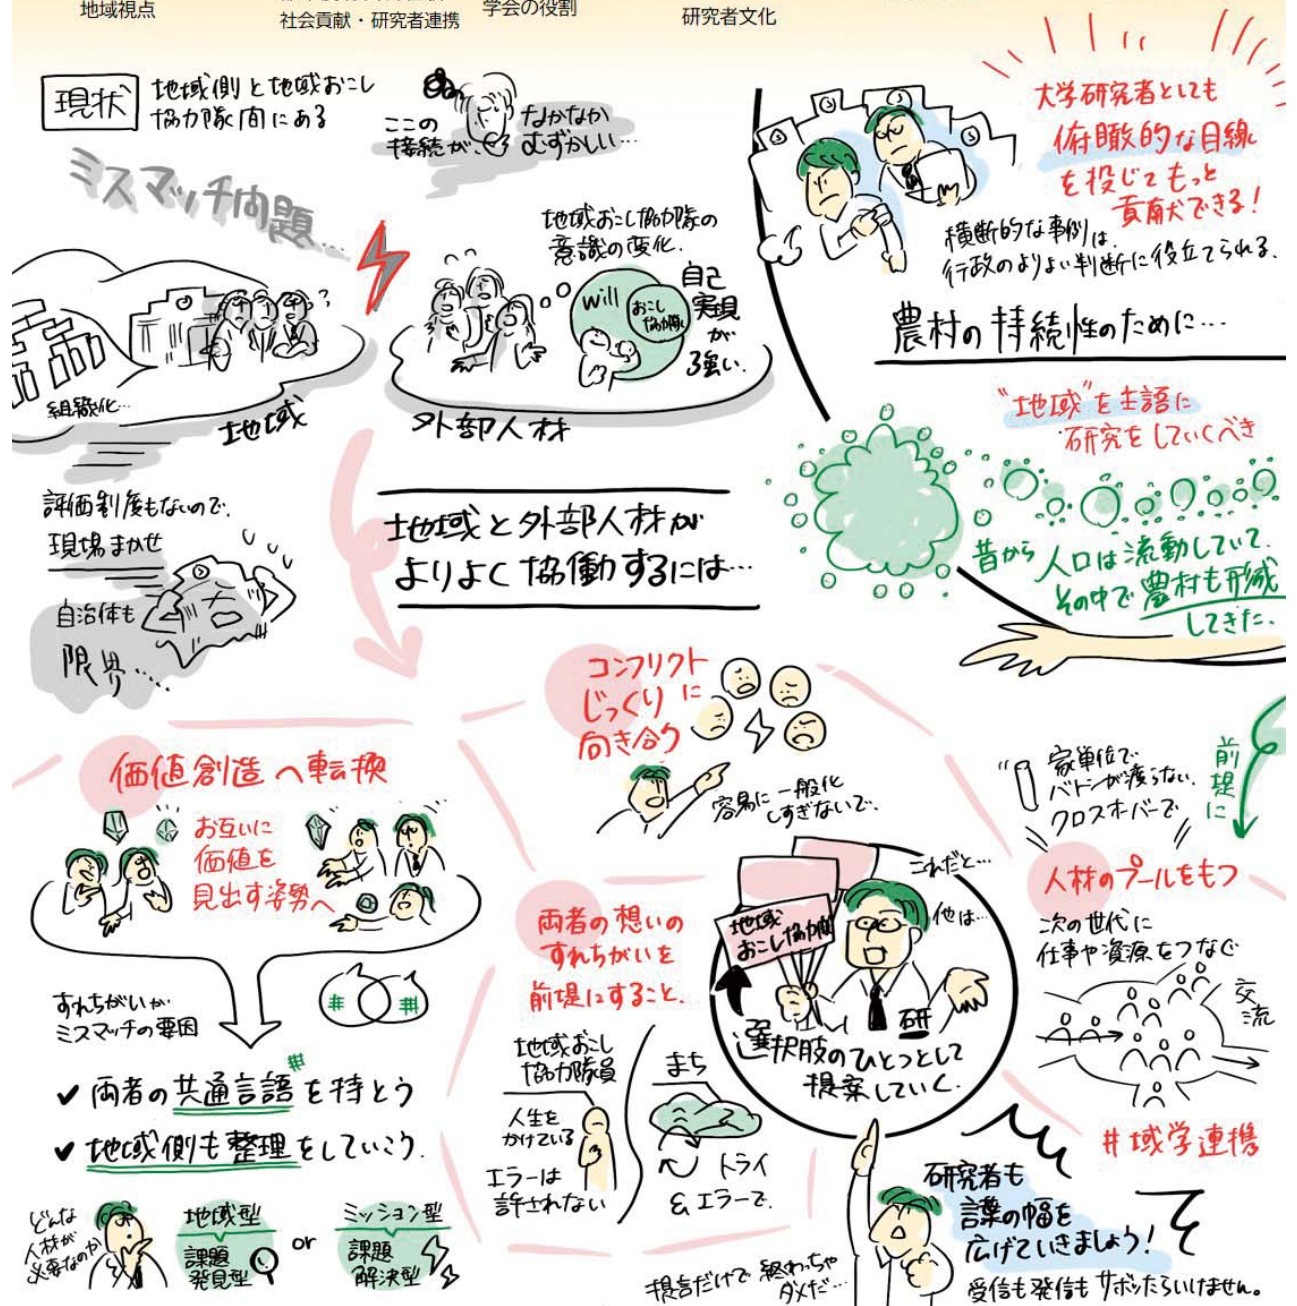 地域視点
社会貢献・研究者連携
学会の役割
研究者文化
現状
地域側と地域おこし
協力隊間にある
ミスマッチ問題…
ここの
接続が、
なかなか
むずかしい…
地域おこし協力隊の
意識の変化.
will
おこし
協力隊
自己
実現
が
強い.
組織化…
地域
外部人材
評価制度もないので、
現場まかせ
自治体も
限界……
地域と外部人材が
よりよく協働するには…
大学研究者としても
俯瞰的な目線
を投じてもっと
貢献できる!
横断的な事例は、
行政のよりよい判断に役立てられる、
農村の持続性のために…
"地域"を主語に
研究をしていくべき
昔から
人口は流動していて、
その中で農村も形成
してきた.
価値創造へ転換
お互いに
価値を
見出す姿勢へ
すれちがいが
ミスマッチの要因
#
#
#
✓ 両者の共通言語を持とう
✓ 地域側も整理をしていこう.
どんな
人材が
必要なのか
地域型
課題
発見型
or
ミッション型
課題
解決型
コンフリクト
じっくりに
向き合う
容易に一般化
しすぎないで、
両者の想いの
すれちがいを
前提にすること、
地域おこし
協力隊員
人生を
かけている
エラーは
許されない
まち
トライ
&エラーで、
これだと…
他は…
地域
おこし協力隊
研
選択肢のひとつとして
提案していく、
前提に
家単位で
バトンが渡らない、
クロスオーバーで
人材のプールをもつ
次の世代に
仕事や資源をつなぐ
交流
#域学連携
研究者も
謙の幅を
広げていきましょう!
そ
提言だけで終わっちゃ
ダメだ…
受信も発信もサボったらいけません。